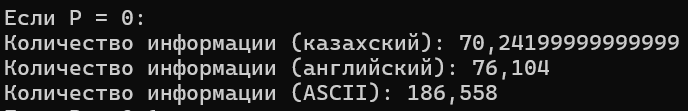 Если P = 0:
Количество информации (казахский): 70,24199999999999
Количество информации (английский): 76,104
Количество информации (ASCII): 186,558